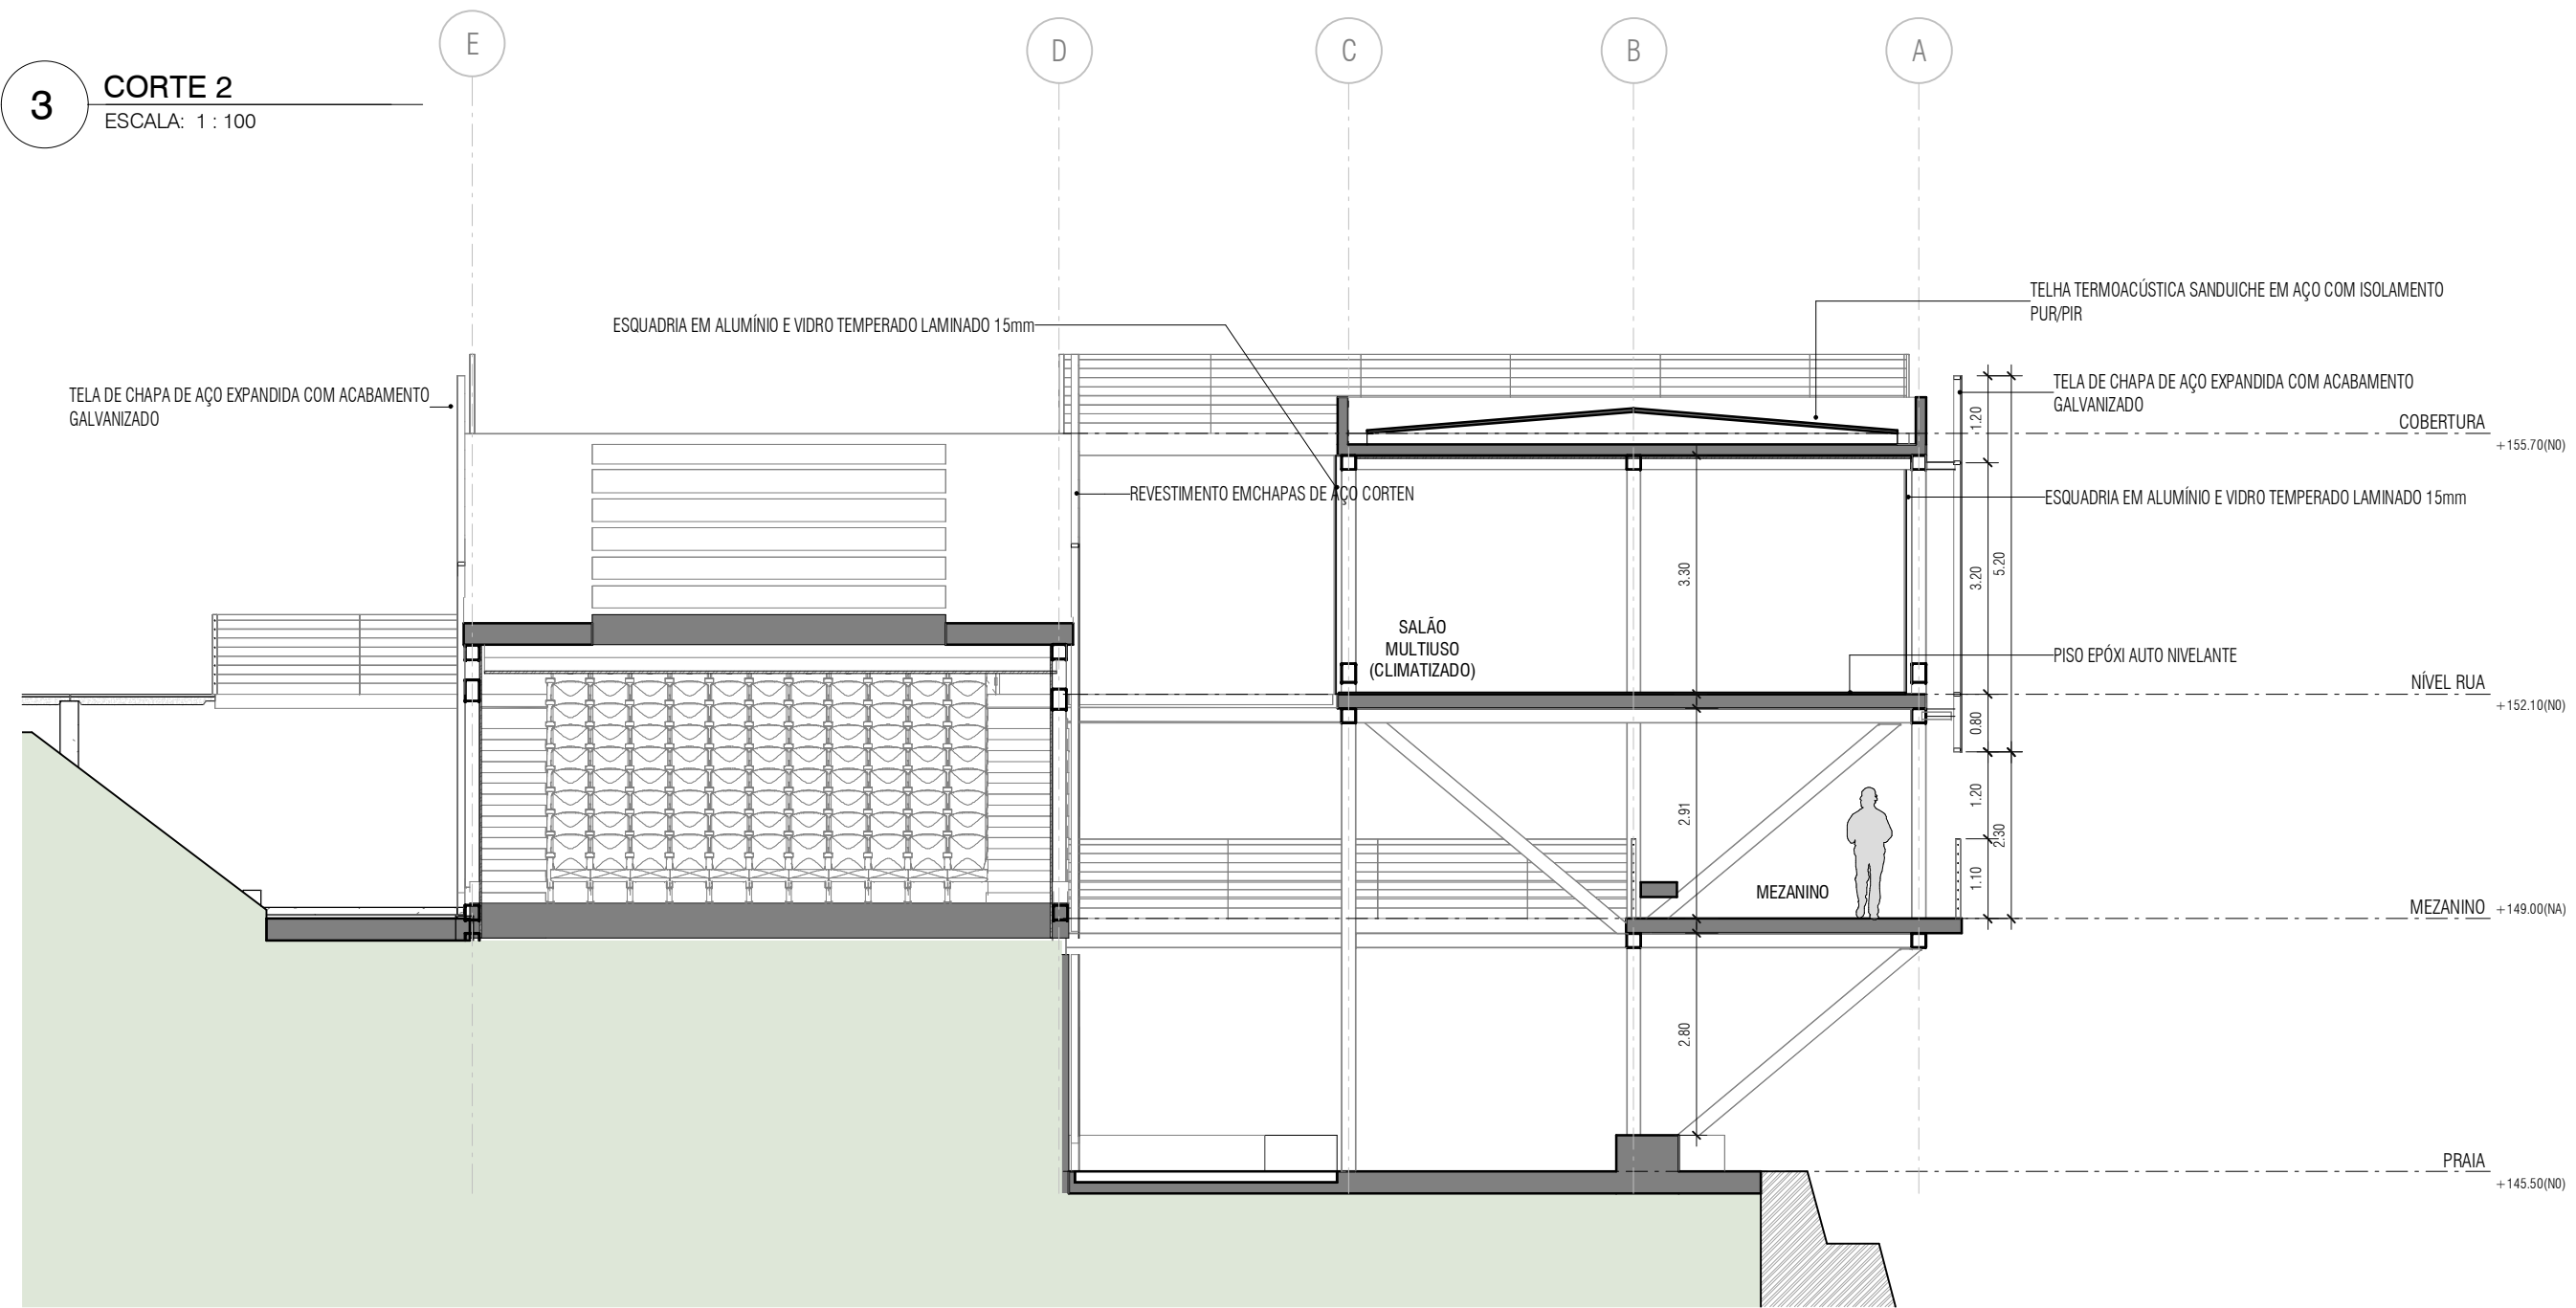 E
D
C
B
A
3
CORTE 2
ESCALA: 1 : 100
TELHA TERMOACÚSTICA SANDUICHE EM AÇO COM ISOLAMENTO
PUR/PIR
ESQUADRIA EM ALUMÍNIO E VIDRO TEMPERADO LAMINADO 15mm
TELA DE CHAPA DE AÇO EXPANDIDA COM ACABAMENTO
GALVANIZADO
TELA DE CHAPA DE AÇO EXPANDIDA COM ACABAMENTO
GALVANIZADO
1.20
COBERTURA
+155.70(N0)
REVESTIMENTO EMCHAPAS DE AÇO CORTEN
ESQUADRIA EM ALUMÍNIO E VIDRO TEMPERADO LAMINADO 15mm
3.30
3.20
5.20
SALÃO
MULTIUSO
(CLIMATIZADO)
PISO EPÓXI AUTO NIVELANTE
NÍVEL RUA
+152.10(N0)
0.80
2.91
1.20
2.30
1.10
MEZANINO
MEZANINO
+149.00(NA)
2.80
PRAIA
+145.50(N0)